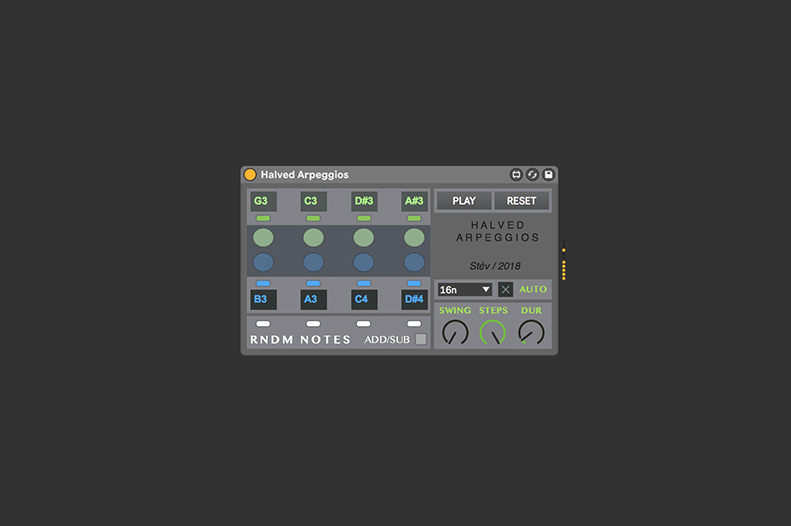 Halved Arpeggios
G3 C3 D#3 A#3
PLAY RESET
HALVED
ARPEGGIOS
Stèv / 2018
16n AUTO
B3 A3 C4 D#4
SWING STEPS DUR
RNDM NOTES ADD/SUB